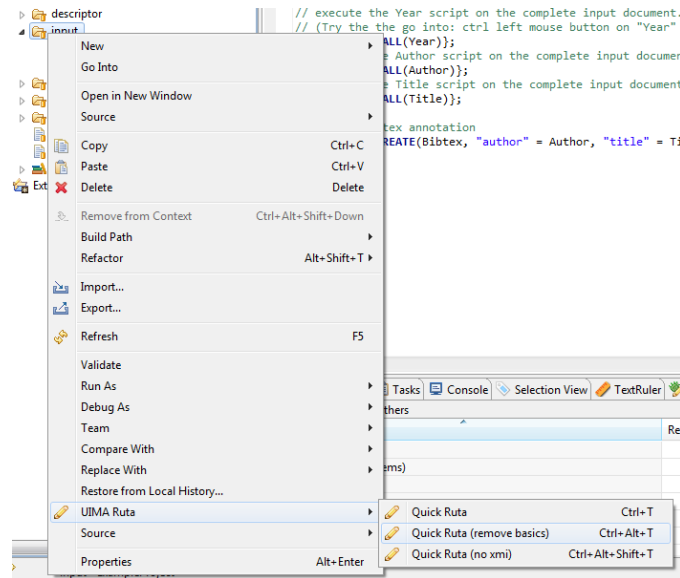 descriptor
input
// execute the Year script on the complete input document.
// (Try the the go into: ctrl left mouse button on "Year"
ALL(Year)};
Author script on the complete input documen
ALL(Author)};
Title script on the complete input document
ALL(Title)};
tex annotation
REATE(Bibtex, "author" = Author, "title" = Ti
Ext
New
Go Into
Open in New Window
Source
Copy Ctrl+C
Paste Ctrl+V
Delete Delete
Remove from Context Ctrl+Alt+Shift+Down
Build Path
Refactor Alt+Shift+T
Import...
Export...
Refresh F5
Validate
Run As
Debug As
Team
Compare With
Replace With
Restore from Local History...
UIMA Ruta
Source
Properties Alt+Enter
Tasks Console Selection View TextRuler
thers
Re
ems)
Quick Ruta Ctrl+T
Quick Ruta (remove basics) Ctrl+Alt+T
Quick Ruta (no xmi) Ctrl+Alt+Shift+T